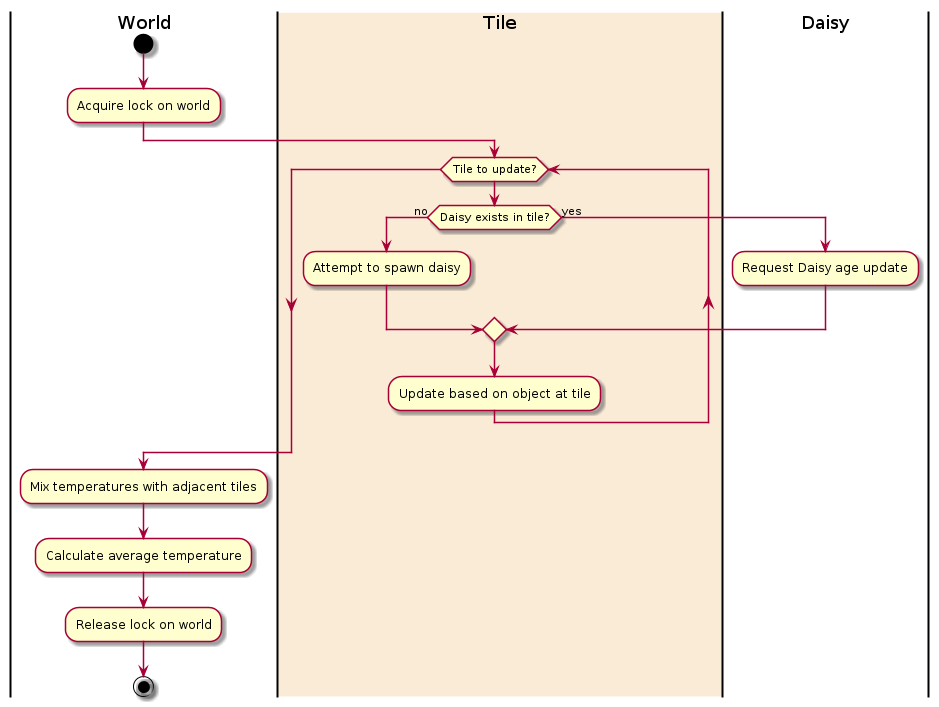 World
Tile
Daisy
Acquire lock on world
Tile to update?
no
Daisy exists in tile?
yes
Attempt to spawn daisy
Request Daisy age update
Update based on object at tile
Mix temperatures with adjacent tiles
Calculate average temperature
Release lock on world